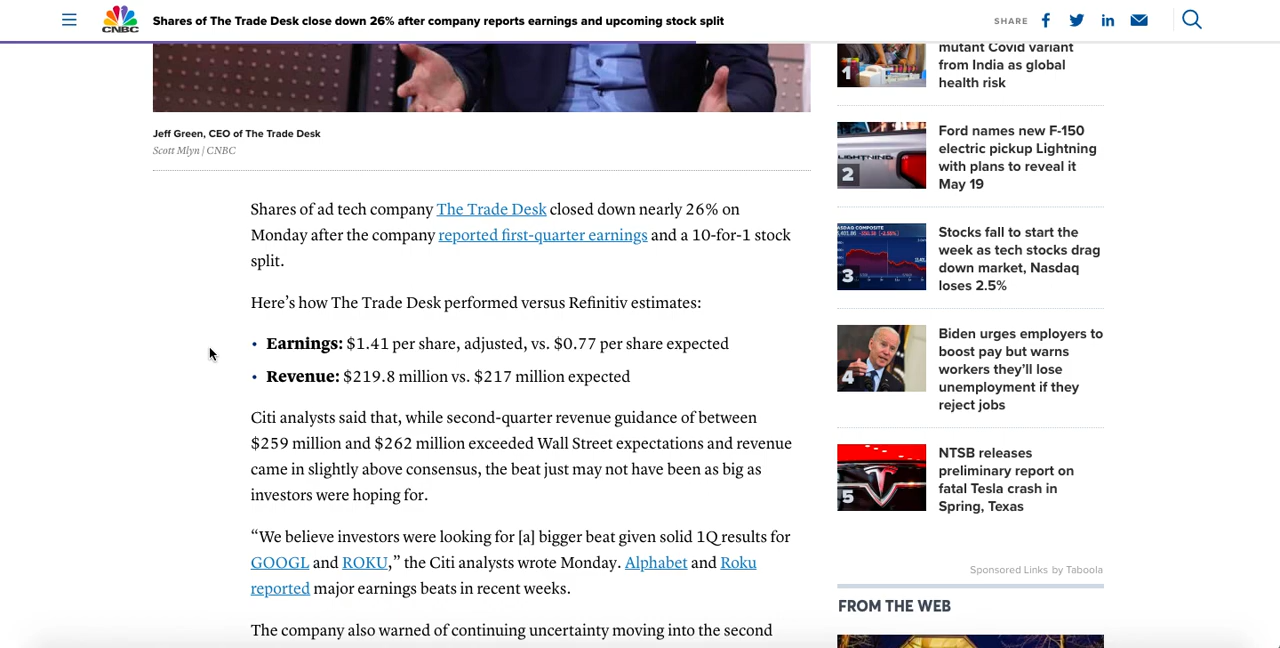 CNBC
Shares of The Trade Desk close down 26% after company reports earnings and upcoming stock split
SHARE
Jeff Green, CEO of The Trade Desk
Scott Mlyn | CNBC
Shares of ad tech company The Trade Desk closed down nearly 26% on
Monday after the company reported first-quarter earnings and a 10-for-1 stock
split.
Here’s how The Trade Desk performed versus Refinitiv estimates:
• Earnings: $1.41 per share, adjusted, vs. $0.77 per share expected
• Revenue: $219.8 million vs. $217 million expected
Citi analysts said that, while second-quarter revenue guidance of between
$259 million and $262 million exceeded Wall Street expectations and revenue
came in slightly above consensus, the beat just may not have been as big as
investors were hoping for.
“We believe investors were looking for [a] bigger beat given solid 1Q results for
GOOGL and ROKU,” the Citi analysts wrote Monday. Alphabet and Roku
reported major earnings beats in recent weeks.
The company also warned of continuing uncertainty moving into the second
1
mutant Covid variant
from India as global
health risk
LIGHTNING
2
Ford names new F-150
electric pickup Lightning
with plans to reveal it
May 19
3
Stocks fall to start the
week as tech stocks drag
down market, Nasdaq
loses 2.5%
4
Biden urges employers to
boost pay but warns
workers they’ll lose
unemployment if they
reject jobs
5
NTSB releases
preliminary report on
fatal Tesla crash in
Spring, Texas
Sponsored Links by Taboola
FROM THE WEB